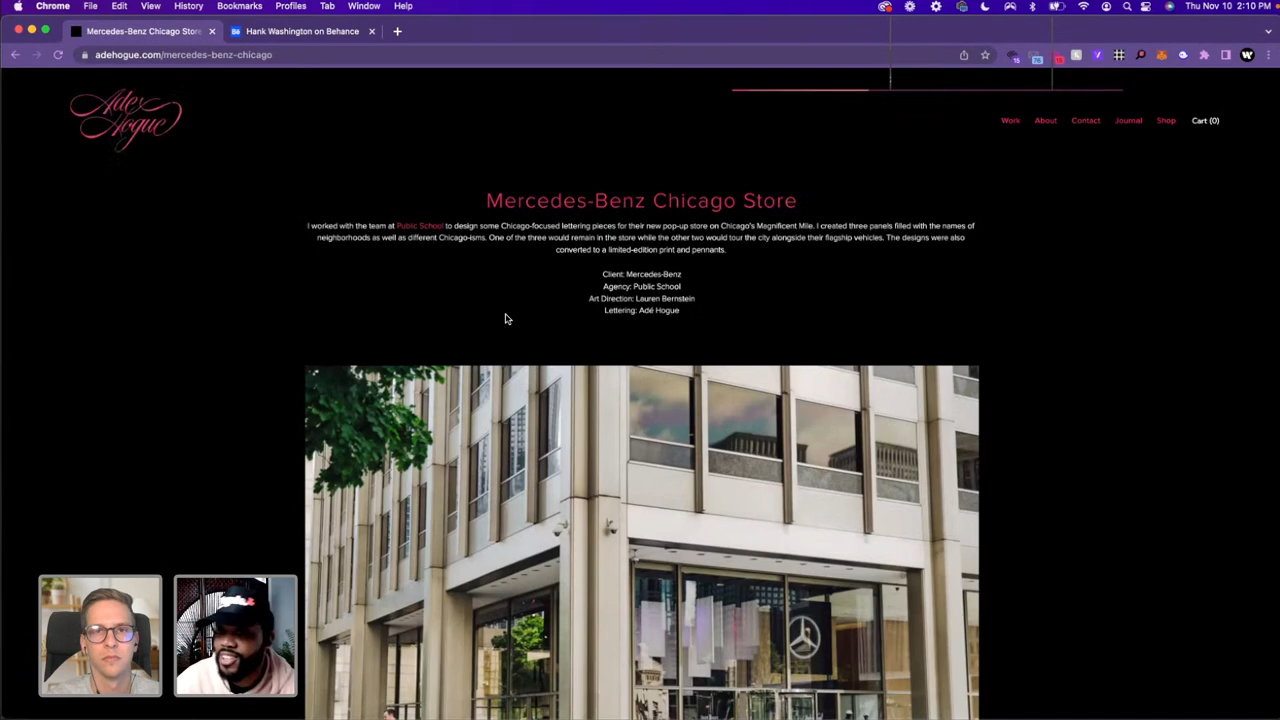 Chrome File Edit View History Bookmarks Profiles Tab Window Help Thu Nov 10 2:10 PM
Mercedes-Benz Chicago Store Hank Washington on Behance
adehogue.com/mercedes-benz-chicago
Adé
Hogue
Work About Contact Journal Shop Cart (0)
Mercedes-Benz Chicago Store
I worked with the team at Public School to design some Chicago-focused lettering pieces for their new pop-up store on Chicago's Magnificent Mile. I created three panels filled with the names of
neighborhoods as well as different Chicago-isms. One of the three would remain in the store while the other two would tour the city alongside their flagship vehicles. The designs were also
converted to a limited-edition print and pennants.
Client: Mercedes-Benz
Agency: Public School
Art Direction: Lauren Bernstein
Lettering: Adé Hogue